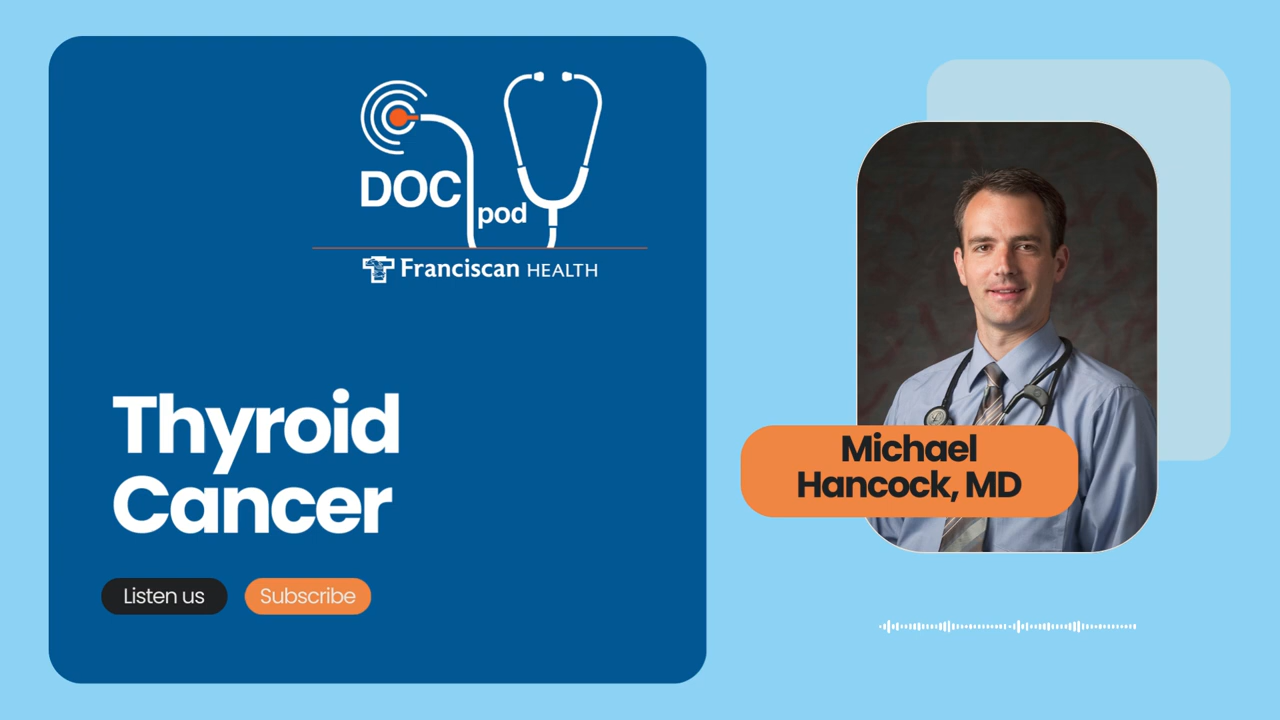 DOC
pod
Franciscan HEALTH
Thyroid
Cancer
Listen us
Subscribe
Michael
Hancock, MD